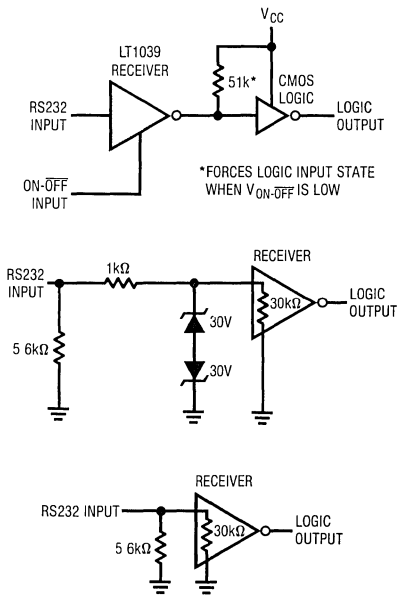 VCC
LT1039
RECEIVER
51k*
CMOS
LOGIC
RS232
INPUT
LOGIC
OUTPUT
ON-OFF
INPUT
*FORCES LOGIC INPUT STATE
WHEN VON-OFF IS LOW
RECEIVER
RS232
INPUT
1kΩ
30kΩ
LOGIC
OUTPUT
30V
5 6kΩ
30V
RECEIVER
RS232 INPUT
30kΩ
LOGIC
OUTPUT
5 6kΩ